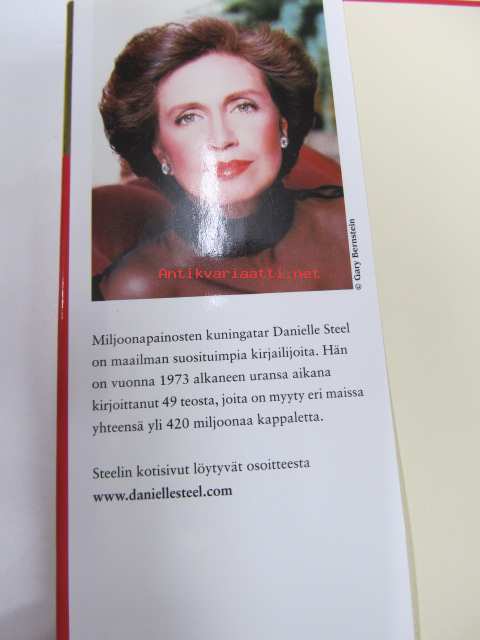 Antikvariaatti.net
© Gary Bernstein
Miljoonapainosten kuningatar Danielle Steel
on maailman suosituimpia kirjailijoita. Hän
on vuonna 1973 alkaneen uransa aikana
kirjoittanut 49 teosta, joita on myyty eri maissa
yhteensä yli 420 miljoonaa kappaletta.
Steelin kotisivut löytyvät osoitteesta
www.daniellesteel.com